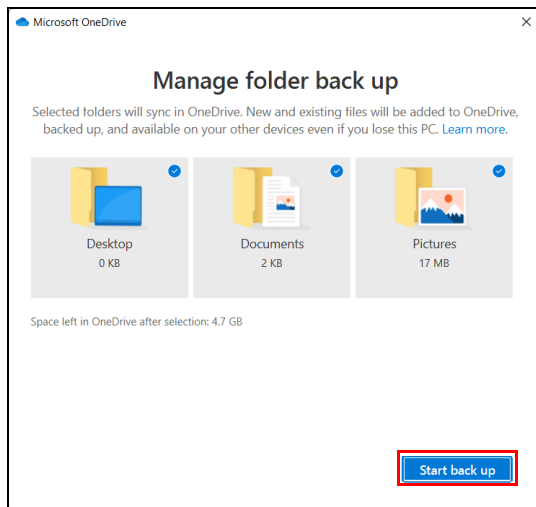 Microsoft OneDrive
Manage folder back up
Selected folders will sync in OneDrive. New and existing files will be added to OneDrive,
backed up, and available on your other devices even if you lose this PC. Learn more.
Desktop
0 KB
Documents
2 KB
Pictures
17 MB
Space left in OneDrive after selection: 4.7 GB
Start back up